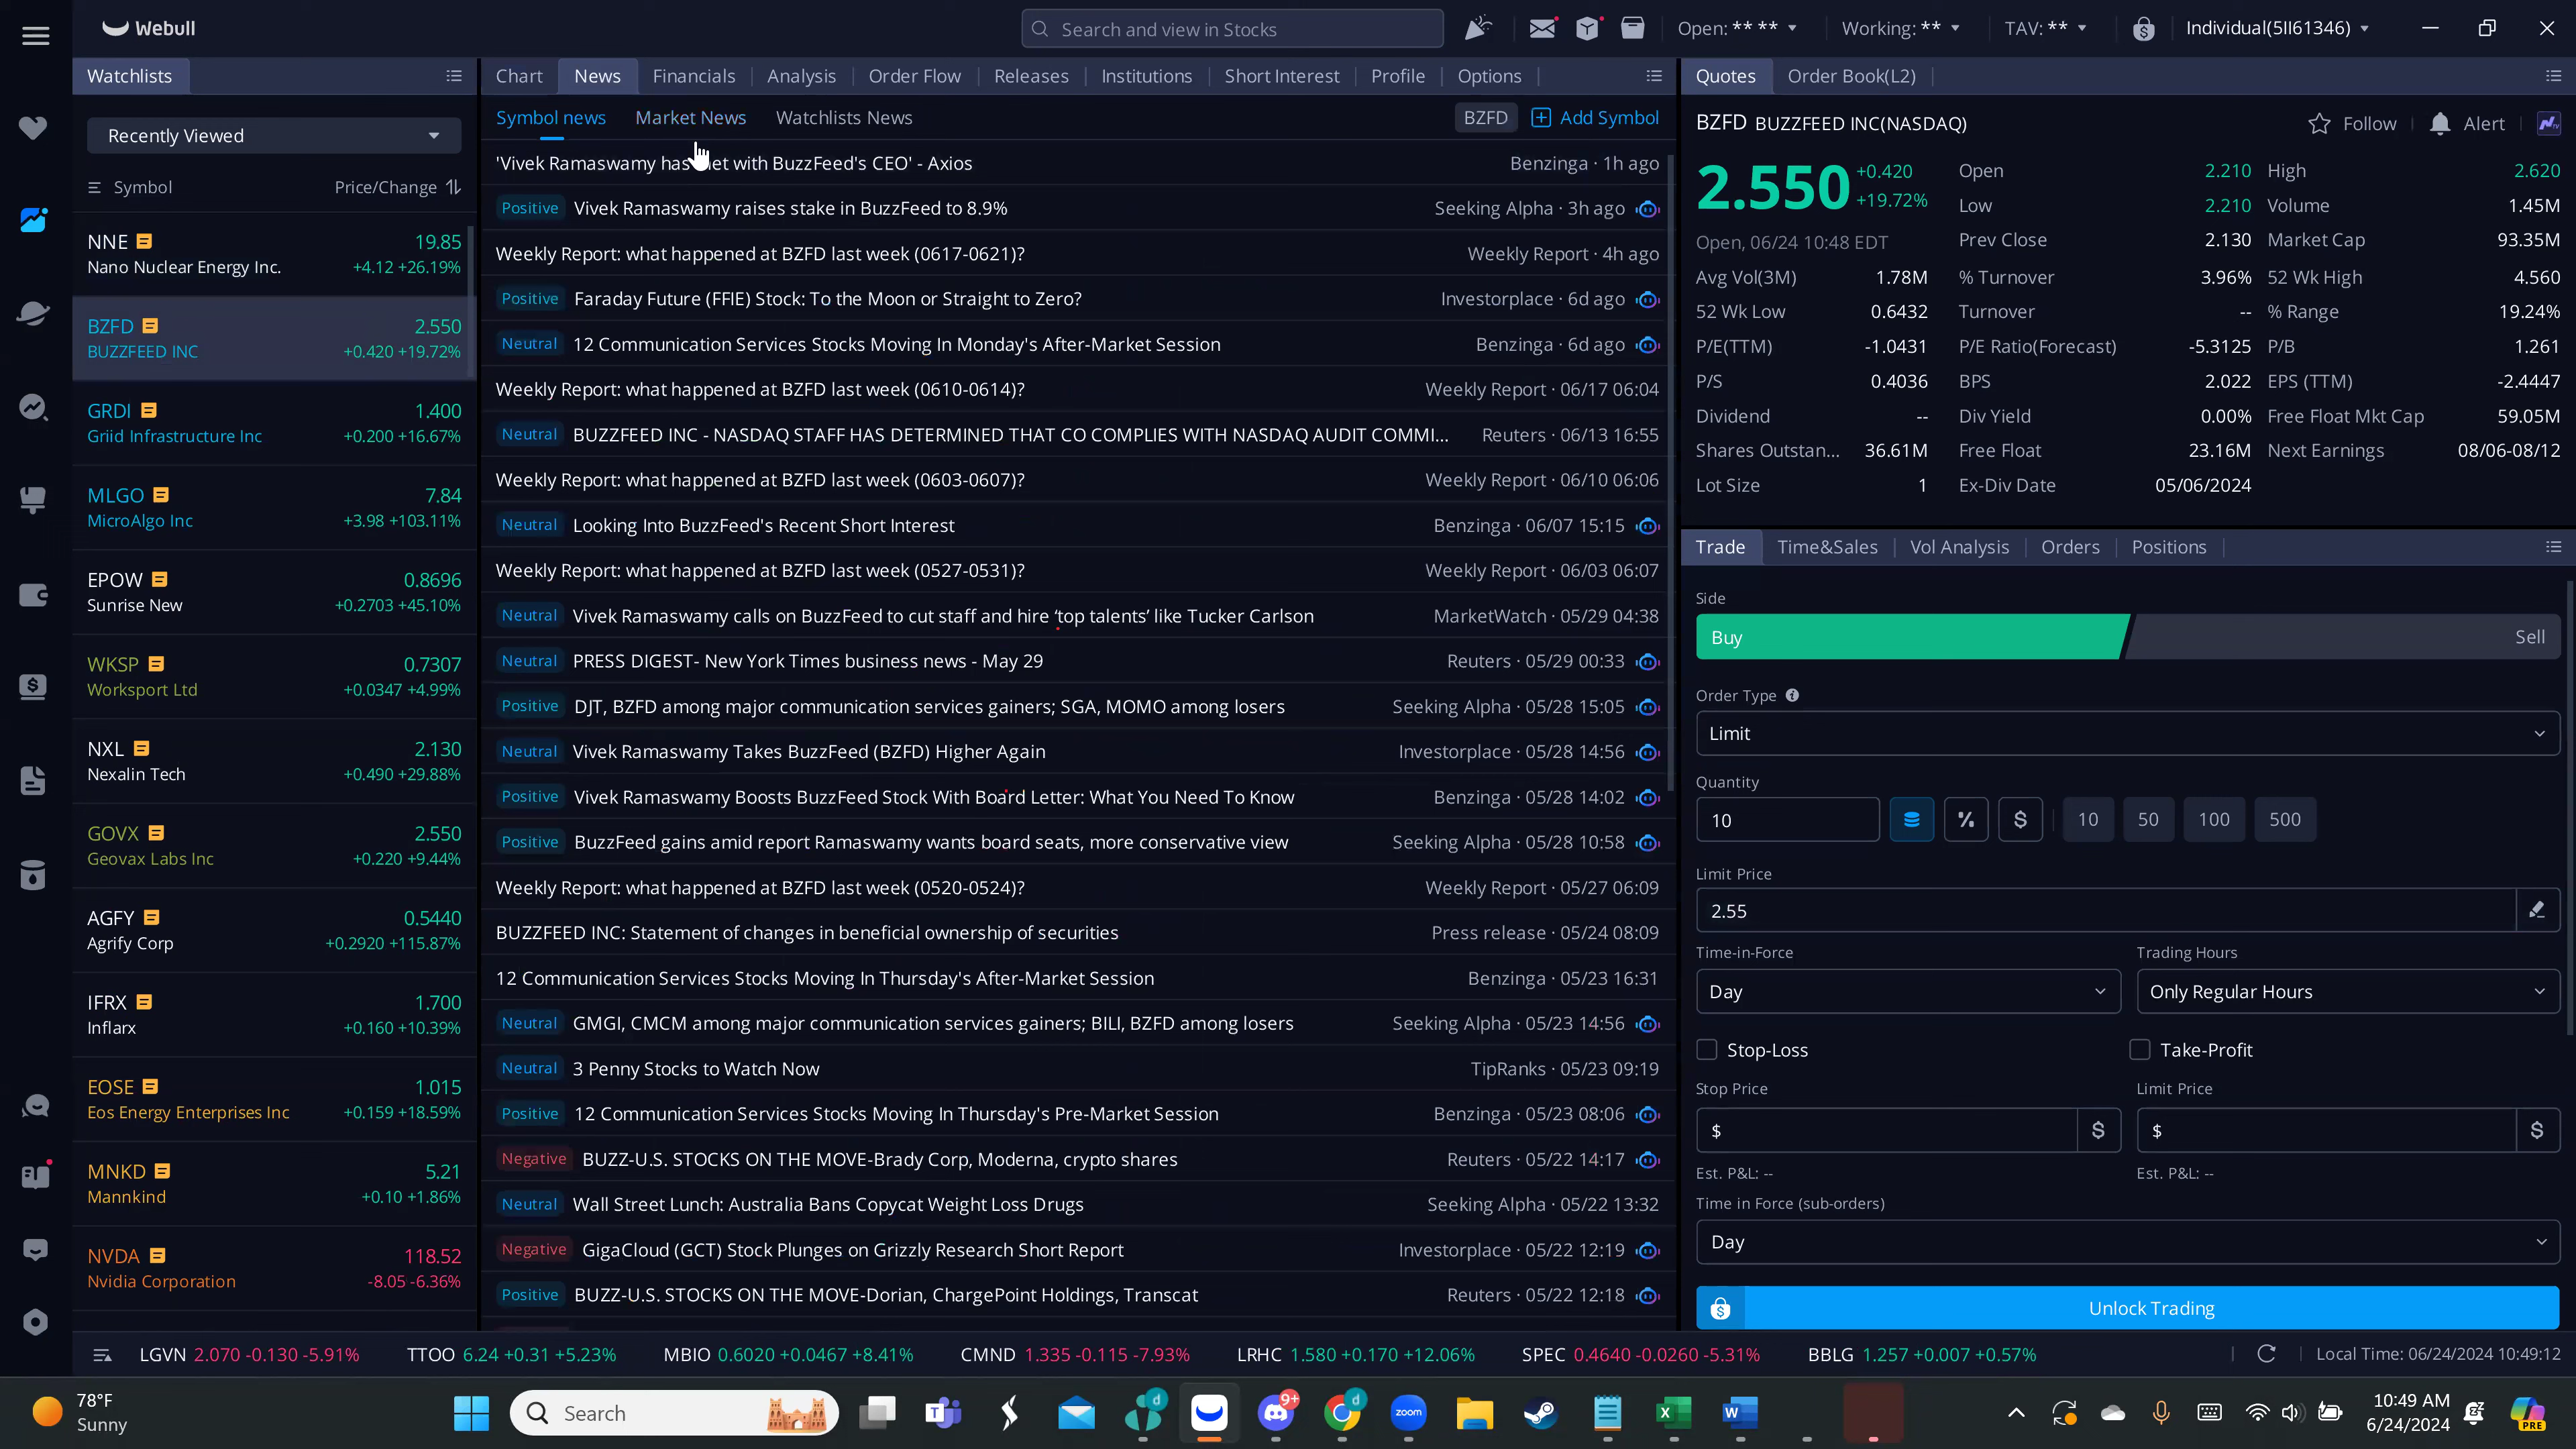 Webull
Search and view in Stocks
Open: ** **
Working: **
TAV: **
Individual(5II61346)
Watchlists
Recently Viewed
Symbol Price/Change
NNE 19.85
Nano Nuclear Energy Inc. +4.12 +26.19%
BZFD 2.550
BUZZFEED INC +0.420 +19.72%
GRDI 1.400
Griid Infrastructure Inc +0.200 +16.67%
MLGO 7.84
MicroAlgo Inc +3.98 +103.11%
EPOW 0.8696
Sunrise New +0.2703 +45.10%
WKSP 0.7307
Worksport Ltd +0.0347 +4.99%
NXL 2.130
Nexalin Tech +0.490 +29.88%
GOVX 2.550
Geovax Labs Inc +0.220 +9.44%
AGFY 0.5440
Agrify Corp +0.2920 +115.87%
IFRX 1.700
Inflarx +0.160 +10.39%
EOSE 1.015
Eos Energy Enterprises Inc +0.159 +18.59%
MNKD 5.21
Mannkind +0.10 +1.86%
NVDA 118.52
Nvidia Corporation -8.05 -6.36%
Chart News Financials Analysis Order Flow Releases Institutions Short Interest Profile Options
Symbol news Market News Watchlists News BZFD Add Symbol
'Vivek Ramaswamy has met with BuzzFeed's CEO' - Axios Benzinga · 1h ago
Positive Vivek Ramaswamy raises stake in BuzzFeed to 8.9% Seeking Alpha · 3h ago
Weekly Report: what happened at BZFD last week (0617-0621)? Weekly Report · 4h ago
Positive Faraday Future (FFIE) Stock: To the Moon or Straight to Zero? Investorplace · 6d ago
Neutral 12 Communication Services Stocks Moving In Monday's After-Market Session Benzinga · 6d ago
Weekly Report: what happened at BZFD last week (0610-0614)? Weekly Report · 06/17 06:04
Neutral BUZZFEED INC - NASDAQ STAFF HAS DETERMINED THAT CO COMPLIES WITH NASDAQ AUDIT COMMI... Reuters · 06/13 16:55
Weekly Report: what happened at BZFD last week (0603-0607)? Weekly Report · 06/10 06:06
Neutral Looking Into BuzzFeed's Recent Short Interest Benzinga · 06/07 15:15
Weekly Report: what happened at BZFD last week (0527-0531)? Weekly Report · 06/03 06:07
Neutral Vivek Ramaswamy calls on BuzzFeed to cut staff and hire ‘top talents’ like Tucker Carlson MarketWatch · 05/29 04:38
Neutral PRESS DIGEST- New York Times business news - May 29 Reuters · 05/29 00:33
Positive DJT, BZFD among major communication services gainers; SGA, MOMO among losers Seeking Alpha · 05/28 15:05
Neutral Vivek Ramaswamy Takes BuzzFeed (BZFD) Higher Again Investorplace · 05/28 14:56
Positive Vivek Ramaswamy Boosts BuzzFeed Stock With Board Letter: What You Need To Know Benzinga · 05/28 14:02
Positive BuzzFeed gains amid report Ramaswamy wants board seats, more conservative view Seeking Alpha · 05/28 10:58
Weekly Report: what happened at BZFD last week (0520-0524)? Weekly Report · 05/27 06:09
BUZZFEED INC: Statement of changes in beneficial ownership of securities Press release · 05/24 08:09
12 Communication Services Stocks Moving In Thursday's After-Market Session Benzinga · 05/23 16:31
Neutral GMGI, CMCM among major communication services gainers; BILI, BZFD among losers Seeking Alpha · 05/23 14:56
Neutral 3 Penny Stocks to Watch Now TipRanks · 05/23 09:19
Positive 12 Communication Services Stocks Moving In Thursday's Pre-Market Session Benzinga · 05/23 08:06
Negative BUZZ-U.S. STOCKS ON THE MOVE-Brady Corp, Moderna, crypto shares Reuters · 05/22 14:17
Neutral Wall Street Lunch: Australia Bans Copycat Weight Loss Drugs Seeking Alpha · 05/22 13:32
Negative GigaCloud (GCT) Stock Plunges on Grizzly Research Short Report Investorplace · 05/22 12:19
Positive BUZZ-U.S. STOCKS ON THE MOVE-Dorian, ChargePoint Holdings, Transcat Reuters · 05/22 12:18
Quotes Order Book(L2)
BZFD BUZZFEED INC(NASDAQ) Follow Alert
2.550 +0.420 +19.72%
Open, 06/24 10:48 EDT
Open 2.210 High 2.620
Low 2.210 Volume 1.45M
Prev Close 2.130 Market Cap 93.35M
Avg Vol(3M) 1.78M % Turnover 3.96% 52 Wk High 4.560
52 Wk Low 0.6432 Turnover -- % Range 19.24%
P/E(TTM) -1.0431 P/E Ratio(Forecast) -5.3125 P/B 1.261
P/S 0.4036 BPS 2.022 EPS (TTM) -2.4447
Dividend -- Div Yield 0.00% Free Float Mkt Cap 59.05M
Shares Outstan... 36.61M Free Float 23.16M Next Earnings 08/06-08/12
Lot Size 1 Ex-Div Date 05/06/2024
Trade Time&Sales Vol Analysis Orders Positions
Side
Buy Sell
Order Type
Limit
Quantity
10 % $ 10 50 100 500
Limit Price
2.55
Time-in-Force Trading Hours
Day Only Regular Hours
Stop-Loss Take-Profit
Stop Price Limit Price
$ $ $ $
Est. P&L: -- Est. P&L: --
Time in Force (sub-orders)
Day
Unlock Trading
LGVN 2.070 -0.130 -5.91% TTOO 6.24 +0.31 +5.23% MBIO 0.6020 +0.0467 +8.41% CMND 1.335 -0.115 -7.93% LRHC 1.580 +0.170 +12.06% SPEC 0.4640 -0.0260 -5.31% BBLG 1.257 +0.007 +0.57% Local Time: 06/24/2024 10:49:12
78°F
Sunny
Search
9+
zoom
10:49 AM
6/24/2024
PRE